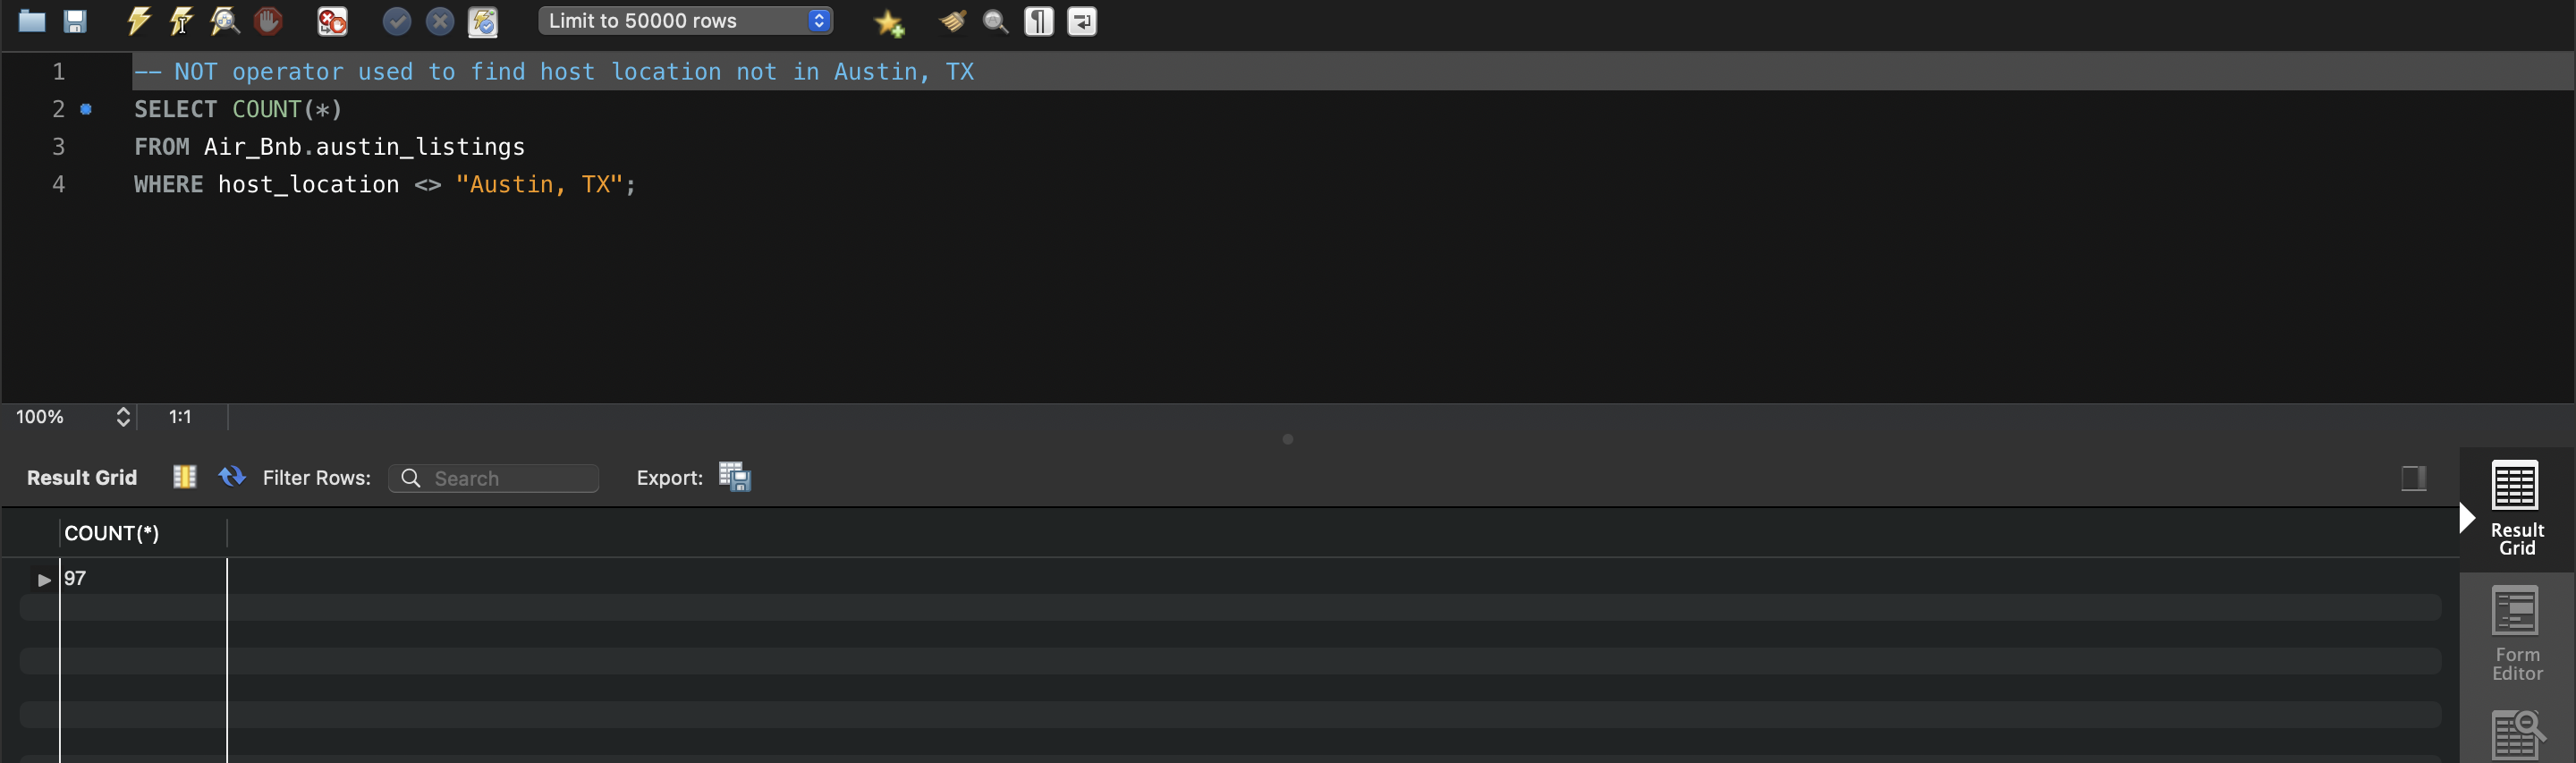 Limit to 50000 rows
1 -- NOT operator used to find host location not in Austin, TX
2 SELECT COUNT(*)
3 FROM Air_Bnb.austin_listings
4 WHERE host_location <> "Austin, TX";
100% 1:1
Result Grid Filter Rows: Search Export:
COUNT(*)
97
Result
Grid
Form
Editor